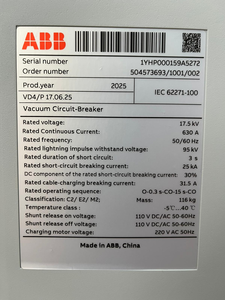 ABB
Serial number 1YHP000159A5272
Order number 504573693/1001/002
Prod.year 2025
VD4/P 17.06.25 IEC 62271-100
Vacuum Circuit-Breaker
Rated voltage: 17.5 kV
Rated Continuous Current: 630 A
Rated frequency: 50/60 Hz
Rated lightning impulse withstand voltage: 95 kV
Rated duration of short circuit: 3 s
Rated short-circuit breaking current: 25 kA
DC component of the rated short-circuit breaking current: 30%
Rated cable-charging breaking current: 31.5 A
Rated operating sequence: O-0.3 s-CO-15 s-CO
Classification: C2/ E2/ M2; Mass: 116 kg
Temperature class : -5℃...40 ℃
Shunt release on voltage: 110 V DC/AC 50-60Hz
Shunt release off voltage: 110 V DC/AC 50-60Hz
Charging motor voltage: 220 V AC 50Hz
Made in ABB, China